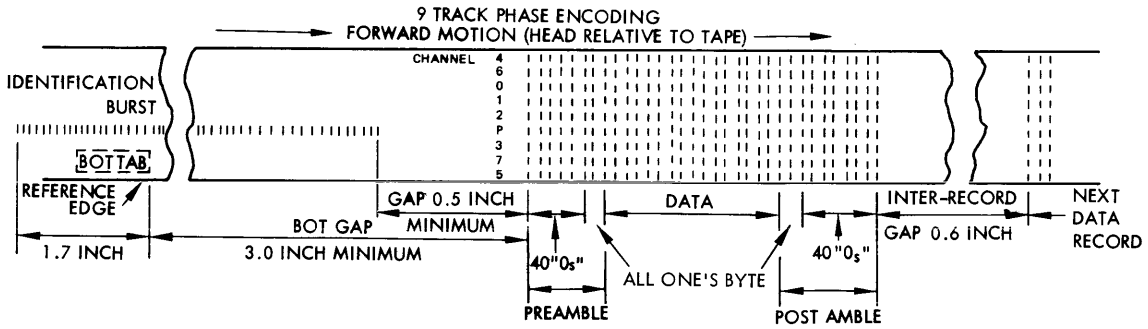 9 TRACK PHASE ENCODING
FORWARD MOTION (HEAD RELATIVE TO TAPE)
CHANNEL
4
6
0
1
2
P
3
7
5
IDENTIFICATION
BURST
BOT TAB
REFERENCE
EDGE
1.7 INCH
GAP 0.5 INCH
MINIMUM
BOT GAP
3.0 INCH MINIMUM
40"0s"
PREAMBLE
DATA
ALL ONE'S BYTE
40"0s"
POST AMBLE
INTER-RECORD
GAP 0.6 INCH
NEXT
DATA
RECORD